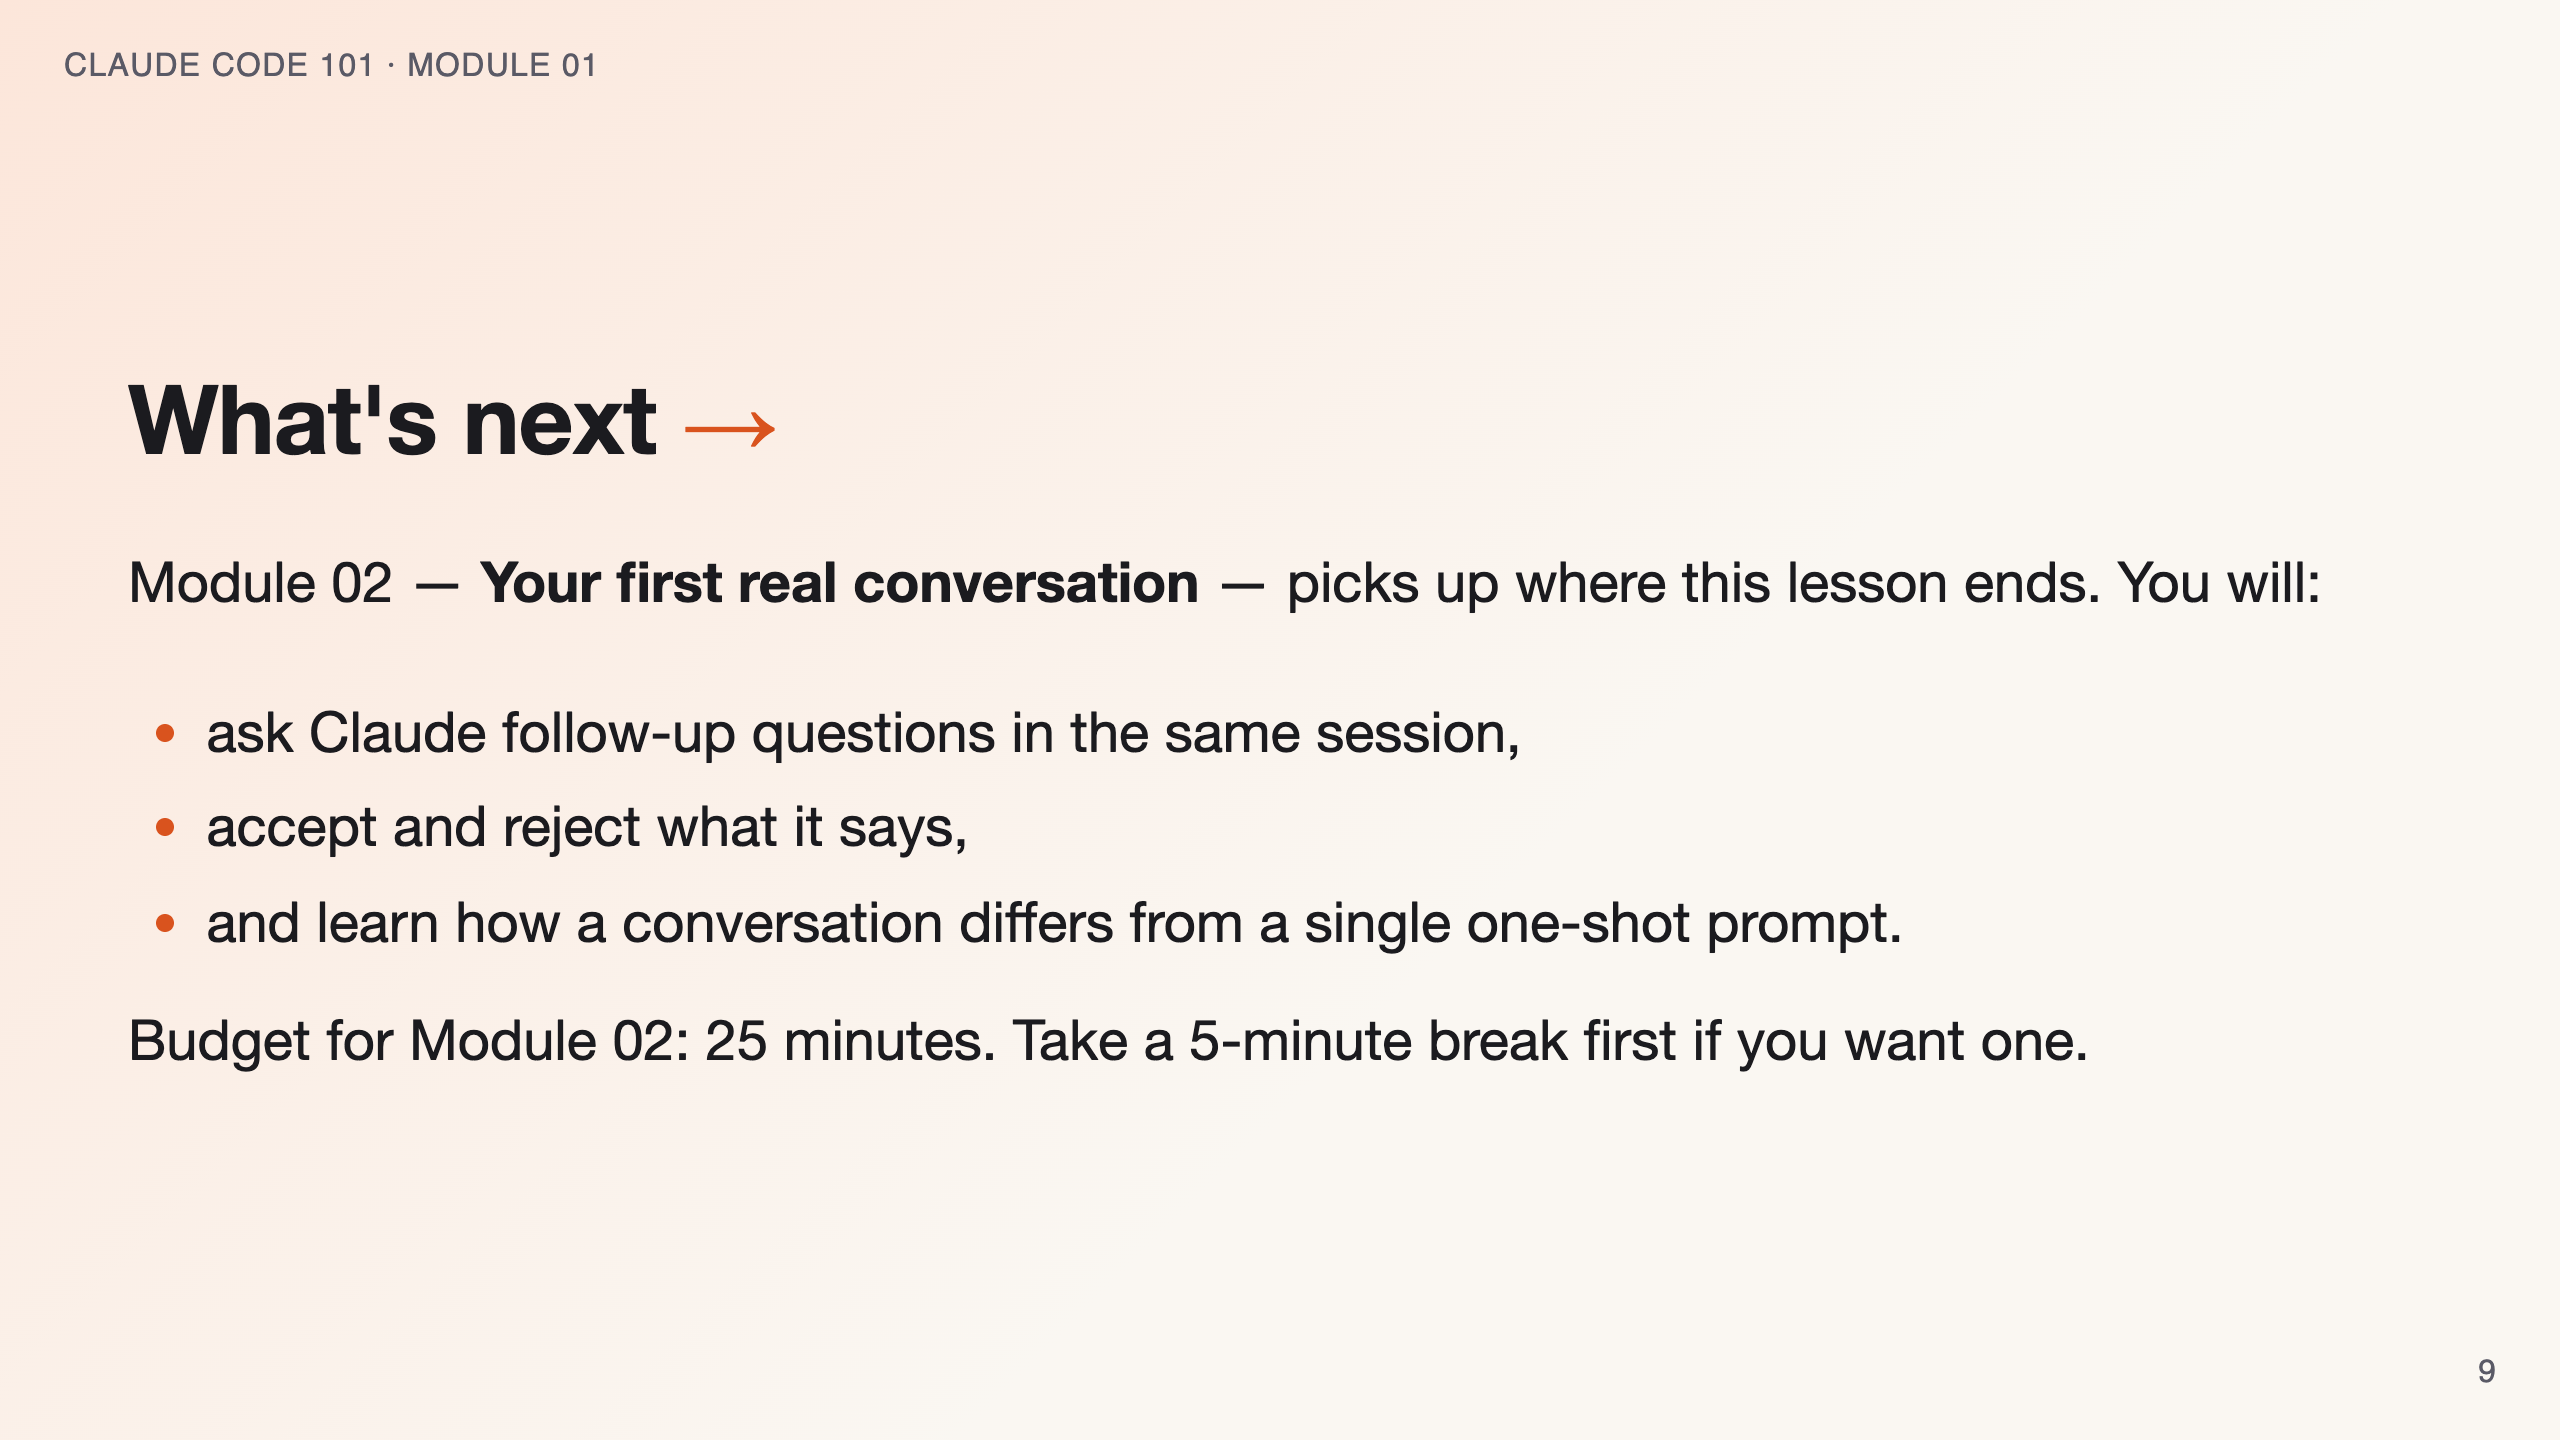 CLAUDE CODE 101 · MODULE 01
What's next →
Module 02 — Your first real conversation — picks up where this lesson ends. You will:
• ask Claude follow-up questions in the same session,
• accept and reject what it says,
• and learn how a conversation differs from a single one-shot prompt.
Budget for Module 02: 25 minutes. Take a 5-minute break first if you want one.
9